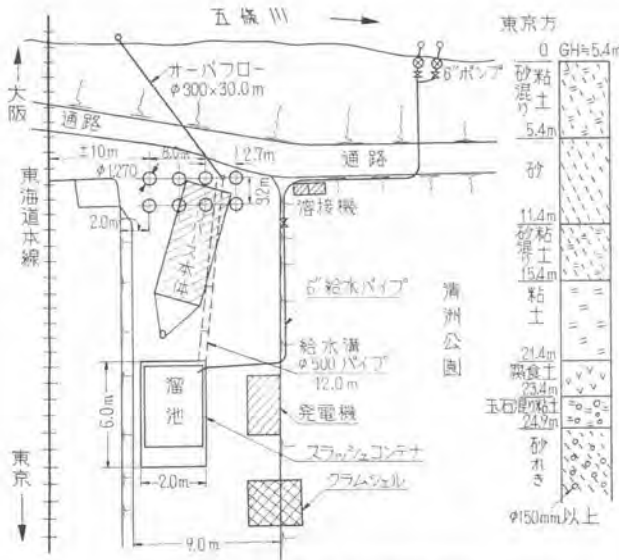 五條川
東京方
0 GH≒5.4m
オーバフロー
φ300×30.0m
6"ポンプ
大阪
通路
通路
±10m
6.0m
12.7m
φ1,270
3.2m
溶接機
2.0m
東海道本線
6"給水パイプ
清洲公園
給水溝
φ500パイプ
12.0m
溜池
6.0m
発電機
スラッシュコンテナ
2.0m
クラムシェル
東京
9.0m
砂混り粘土
5.4m
砂
11.4m
砂混り粘土
15.4m
粘土
21.4m
腐食土
23.4m
玉石混り粘土
24.9m
砂れき
φ150mm以上